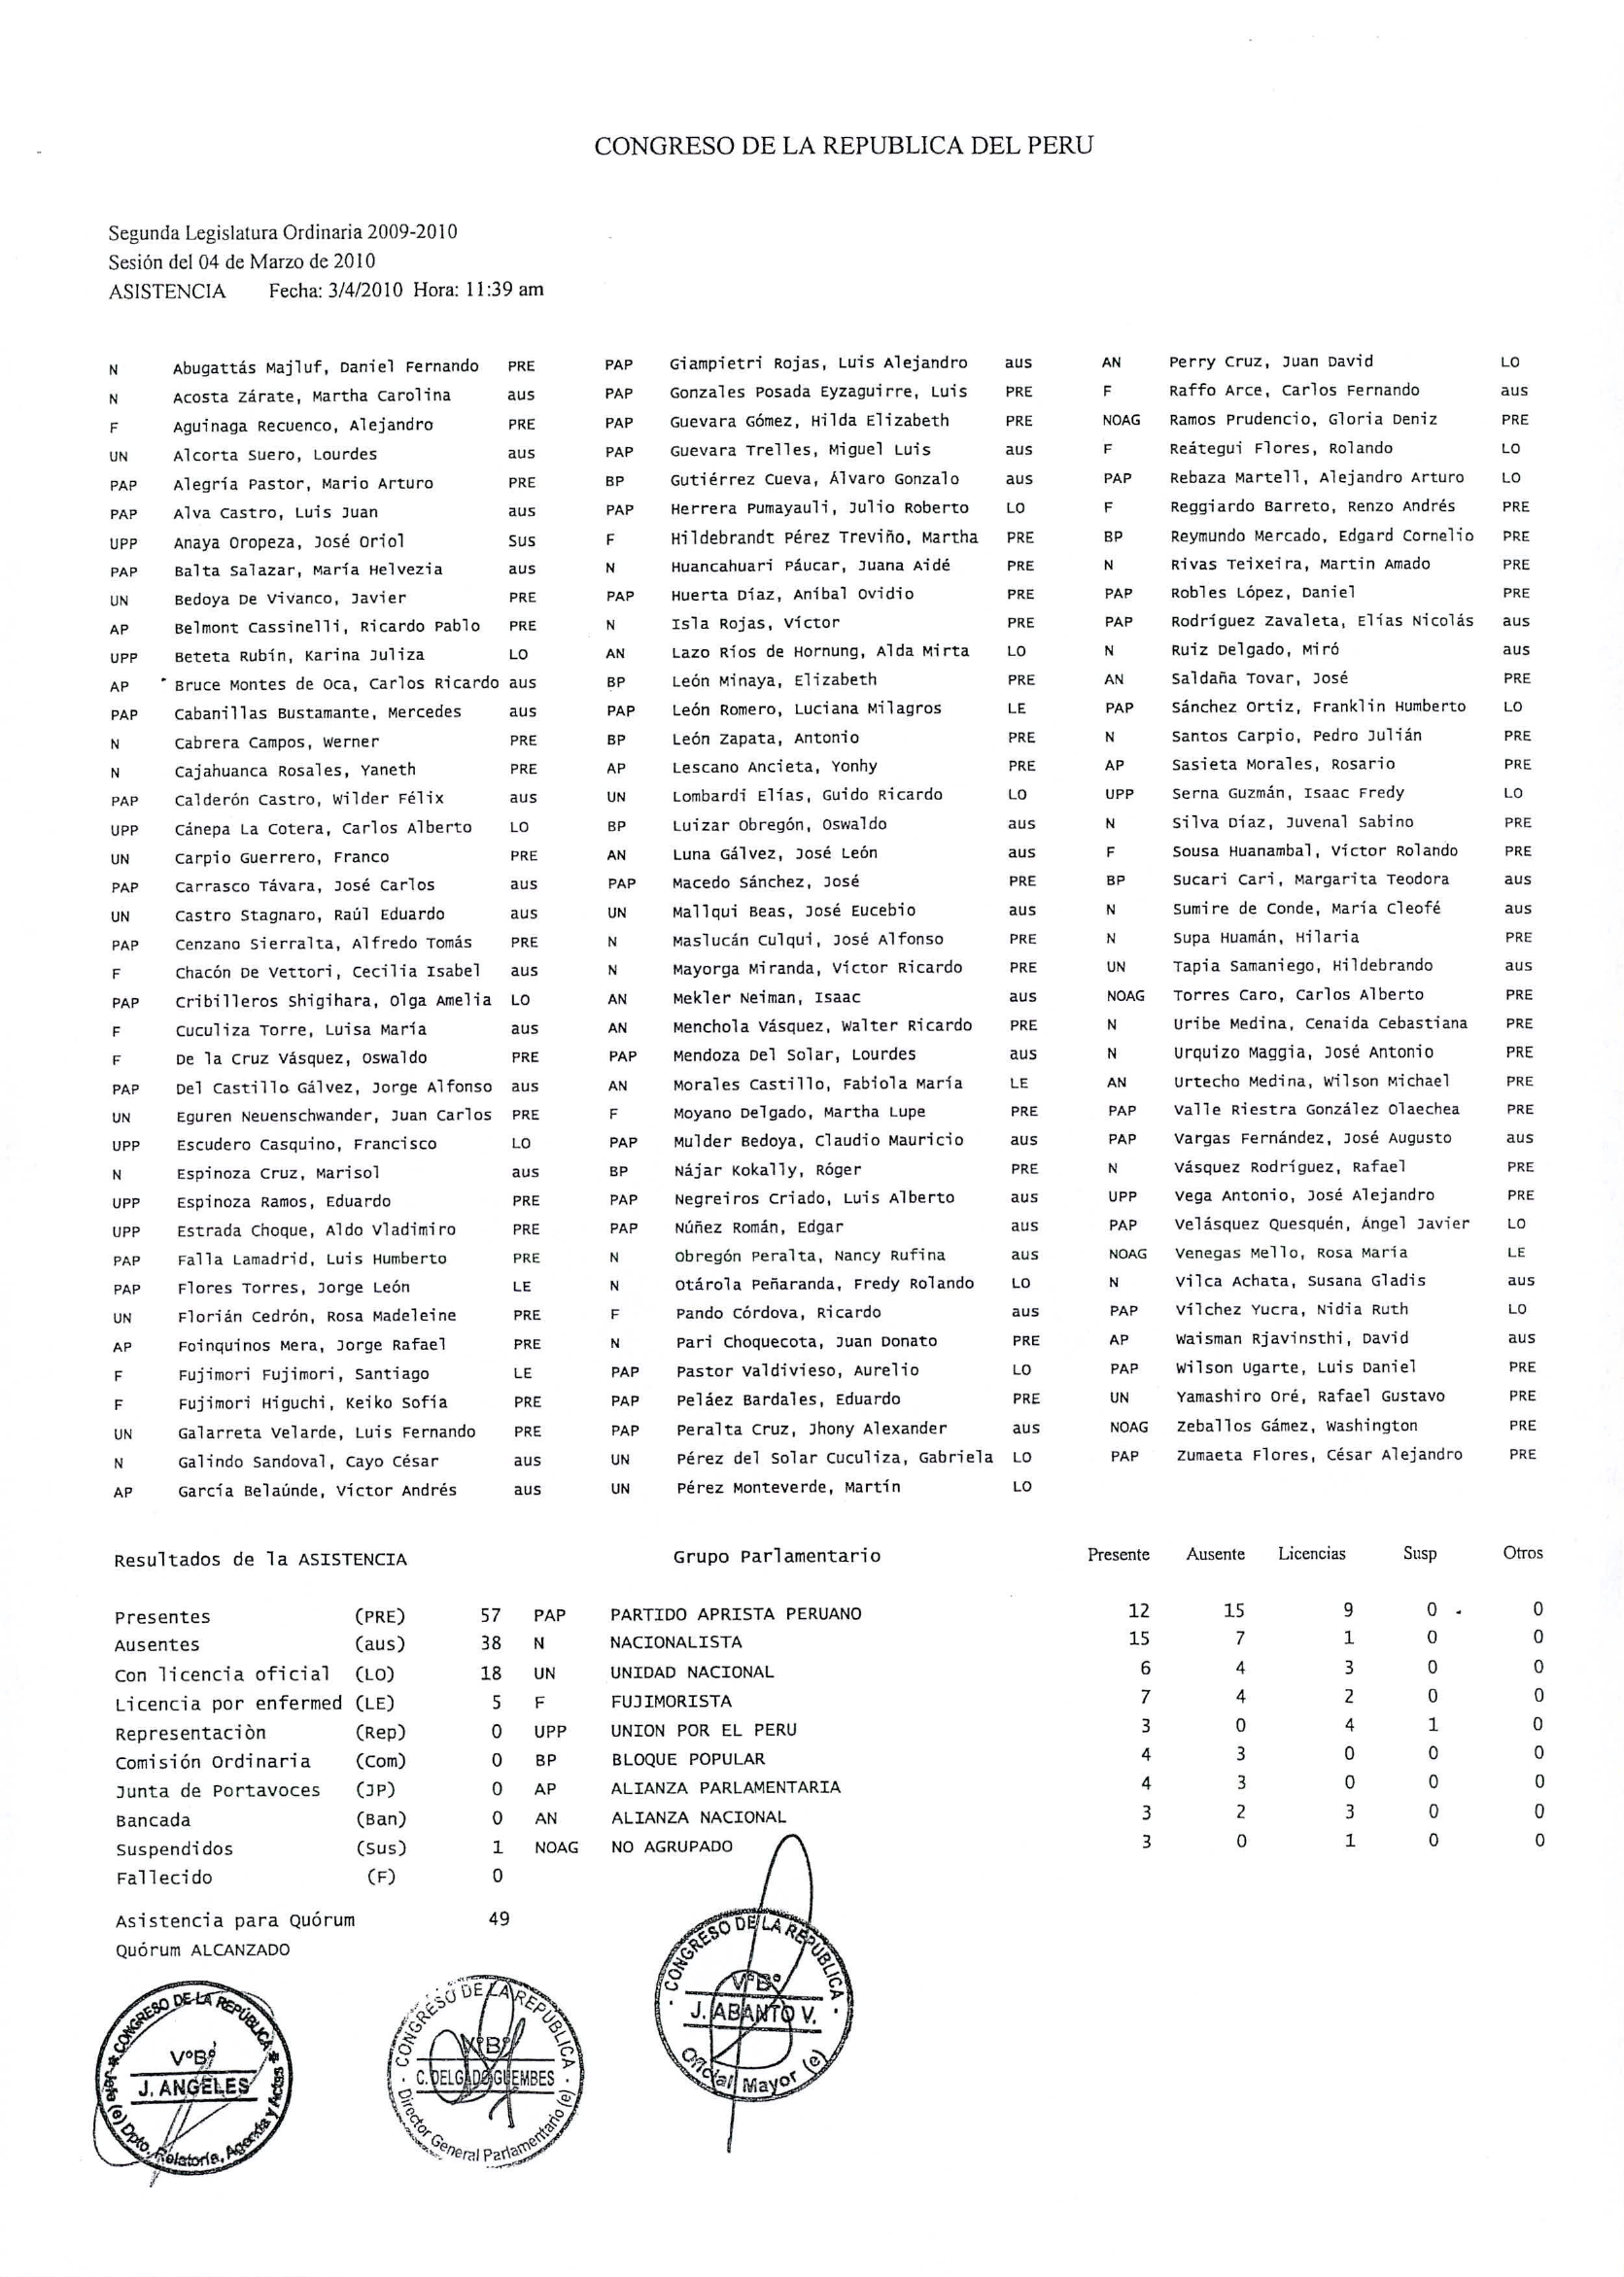 CONGRESO DE LA REPUBLICA DEL PERU
Segunda Legislatura Ordinaria 2009-2010
Sesión del 04 de Marzo de 2010
ASISTENCIA Fecha: 3/4/2010 Hora: 11:39 am
N Abugattás Majluf, Daniel Fernando PRE
N Acosta Zárate, Martha Carolina aus
F Aguinaga Recuenco, Alejandro PRE
UN Alcorta Suero, Lourdes aus
PAP Alegría Pastor, Mario Arturo PRE
PAP Alva Castro, Luis Juan aus
UPP Anaya Oropeza, José Oriol Sus
PAP Balta Salazar, María Helvezia aus
UN Bedoya De Vivanco, Javier PRE
AP Belmont Cassinelli, Ricardo Pablo PRE
UPP Beteta Rubín, Karina Juliza LO
AP Bruce Montes de Oca, Carlos Ricardo aus
PAP Cabanillas Bustamante, Mercedes aus
N Cabrera Campos, Werner PRE
N Cajahuanca Rosales, Yaneth PRE
PAP Calderón Castro, Wilder Félix aus
UPP Cánepa La Cotera, Carlos Alberto LO
UN Carpio Guerrero, Franco PRE
PAP Carrasco Távara, José Carlos aus
UN Castro Stagnaro, Raúl Eduardo aus
PAP Cenzano Sierralta, Alfredo Tomás PRE
F Chacón De Vettori, Cecilia Isabel aus
PAP Cribilleros Shigihara, Olga Amelia LO
F Cuculiza Torre, Luisa María aus
F De la Cruz Vásquez, Oswaldo PRE
PAP Del Castillo Gálvez, Jorge Alfonso aus
UN Eguren Neuenschwander, Juan Carlos PRE
UPP Escudero Casquino, Francisco LO
N Espinoza Cruz, Marisol aus
UPP Espinoza Ramos, Eduardo PRE
UPP Estrada Choque, Aldo Vladimiro PRE
PAP Falla Lamadrid, Luis Humberto PRE
PAP Flores Torres, Jorge León LE
UN Florián Cedrón, Rosa Madeleine PRE
AP Foinquinos Mera, Jorge Rafael PRE
F Fujimori Fujimori, Santiago LE
F Fujimori Higuchi, Keiko Sofía PRE
UN Galarreta Velarde, Luis Fernando PRE
N Galindo Sandoval, Cayo César aus
AP García Belaúnde, Víctor Andrés aus
PAP Giampietri Rojas, Luis Alejandro aus
PAP Gonzales Posada Eyzaguirre, Luis PRE
PAP Guevara Gómez, Hilda Elizabeth PRE
PAP Guevara Trelles, Miguel Luis aus
BP Gutiérrez Cueva, Álvaro Gonzalo aus
PAP Herrera Pumayauli, Julio Roberto LO
F Hildebrandt Pérez Treviño, Martha PRE
N Huancahuari Páucar, Juana Aidé PRE
PAP Huerta Díaz, Aníbal Ovidio PRE
N Isla Rojas, Víctor PRE
AN Lazo Ríos de Hornung, Alda Mirta LO
BP León Minaya, Elizabeth PRE
PAP León Romero, Luciana Milagros LE
BP León Zapata, Antonio PRE
AP Lescano Ancieta, Yonhy PRE
UN Lombardi Elías, Guido Ricardo LO
BP Luizar Obregón, Oswaldo aus
AN Luna Gálvez, José León aus
PAP Macedo Sánchez, José PRE
UN Mallqui Beas, José Eucebio aus
N Maslucán Culqui, José Alfonso PRE
N Mayorga Miranda, Víctor Ricardo PRE
AN Mekler Neiman, Isaac aus
AN Menchola Vásquez, Walter Ricardo PRE
PAP Mendoza Del Solar, Lourdes aus
AN Morales Castillo, Fabiola María LE
F Moyano Delgado, Martha Lupe PRE
PAP Mulder Bedoya, Claudio Mauricio aus
BP Nájar Kokally, Róger PRE
PAP Negreiros Criado, Luis Alberto aus
PAP Núñez Román, Edgar aus
N Obregón Peralta, Nancy Rufina aus
N Otárola Peñaranda, Fredy Rolando LO
F Pando Córdova, Ricardo aus
N Pari Choquecota, Juan Donato PRE
PAP Pastor Valdivieso, Aurelio LO
PAP Peláez Bardales, Eduardo PRE
PAP Peralta Cruz, Jhony Alexander aus
UN Pérez del Solar Cuculiza, Gabriela LO
UN Pérez Monteverde, Martín LO
AN Perry Cruz, Juan David LO
F Raffo Arce, Carlos Fernando aus
NOAG Ramos Prudencio, Gloria Deniz PRE
F Reátegui Flores, Rolando LO
PAP Rebaza Martell, Alejandro Arturo LO
F Reggiardo Barreto, Renzo Andrés PRE
BP Reymundo Mercado, Edgard Cornelio PRE
N Rivas Teixeira, Martin Amado PRE
PAP Robles López, Daniel PRE
PAP Rodríguez Zavaleta, Elías Nicolás aus
N Ruiz Delgado, Miró aus
AN Saldaña Tovar, José PRE
PAP Sánchez Ortiz, Franklin Humberto LO
N Santos Carpio, Pedro Julián PRE
AP Sasieta Morales, Rosario PRE
UPP Serna Guzmán, Isaac Fredy LO
N Silva Díaz, Juvenal Sabino PRE
F Sousa Huanambal, Víctor Rolando PRE
BP Sucari Cari, Margarita Teodora aus
N Sumire de Conde, María Cleofé aus
N Supa Huamán, Hilaria PRE
UN Tapia Samaniego, Hildebrando aus
NOAG Torres Caro, Carlos Alberto PRE
N Uribe Medina, Cenaida Cebastiana PRE
N Urquizo Maggia, José Antonio PRE
AN Urtecho Medina, Wilson Michael PRE
PAP Valle Riestra González Olaechea PRE
PAP Vargas Fernández, José Augusto aus
N Vásquez Rodríguez, Rafael PRE
UPP Vega Antonio, José Alejandro PRE
PAP Velásquez Quesquén, Ángel Javier LO
NOAG Venegas Mello, Rosa María LE
N Vilca Achata, Susana Gladis aus
PAP Vílchez Yucra, Nidia Ruth LO
AP Waisman Rjavinsthi, David aus
PAP Wilson Ugarte, Luis Daniel PRE
UN Yamashiro Oré, Rafael Gustavo PRE
NOAG Zeballos Gámez, Washington PRE
PAP Zumaeta Flores, César Alejandro PRE
Resultados de la ASISTENCIA Grupo Parlamentario Presente Ausente Licencias Susp Otros
Presentes (PRE) 57 PAP PARTIDO APRISTA PERUANO 12 15 9 0 0
Ausentes (aus) 38 N NACIONALISTA 15 7 1 0 0
Con licencia oficial (LO) 18 UN UNIDAD NACIONAL 6 4 3 0 0
Licencia por enfermed (LE) 5 F FUJIMORISTA 7 4 2 0 0
Representaciòn (Rep) 0 UPP UNION POR EL PERU 3 0 4 1 0
Comisión Ordinaria (Com) 0 BP BLOQUE POPULAR 4 3 0 0 0
Junta de Portavoces (JP) 0 AP ALIANZA PARLAMENTARIA 4 3 0 0 0
Bancada (Ban) 0 AN ALIANZA NACIONAL 3 2 3 0 0
Suspendidos (Sus) 1 NOAG NO AGRUPADO 3 0 1 0 0
Fallecido (F) 0
Asistencia para Quórum 49
Quórum ALCANZADO
CONGRESO DE LA REPÚBLICA
V°B°
J. ANGELES
Jefe (e) Dpto. Relatoría, Agenda y Actas
CONGRESO DE LA REPUBLICA
V°B°
C. DELGADO GUEMBES
Director General Parlamentario (e)
CONGRESO DE LA REPUBLICA
V°B°
J. ABANTO V.
Oficial Mayor (e)